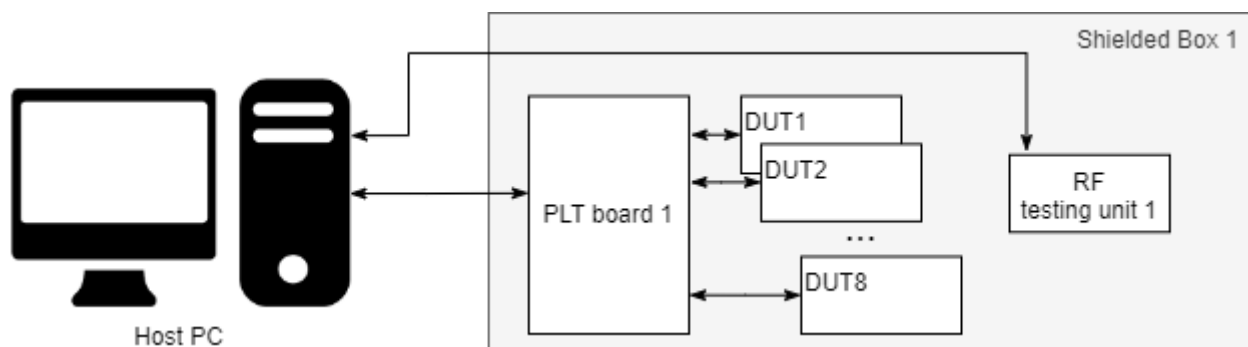 Shielded Box 1
DUT1
DUT2
PLT board 1
RF
testing unit 1
...
DUT8
Host PC